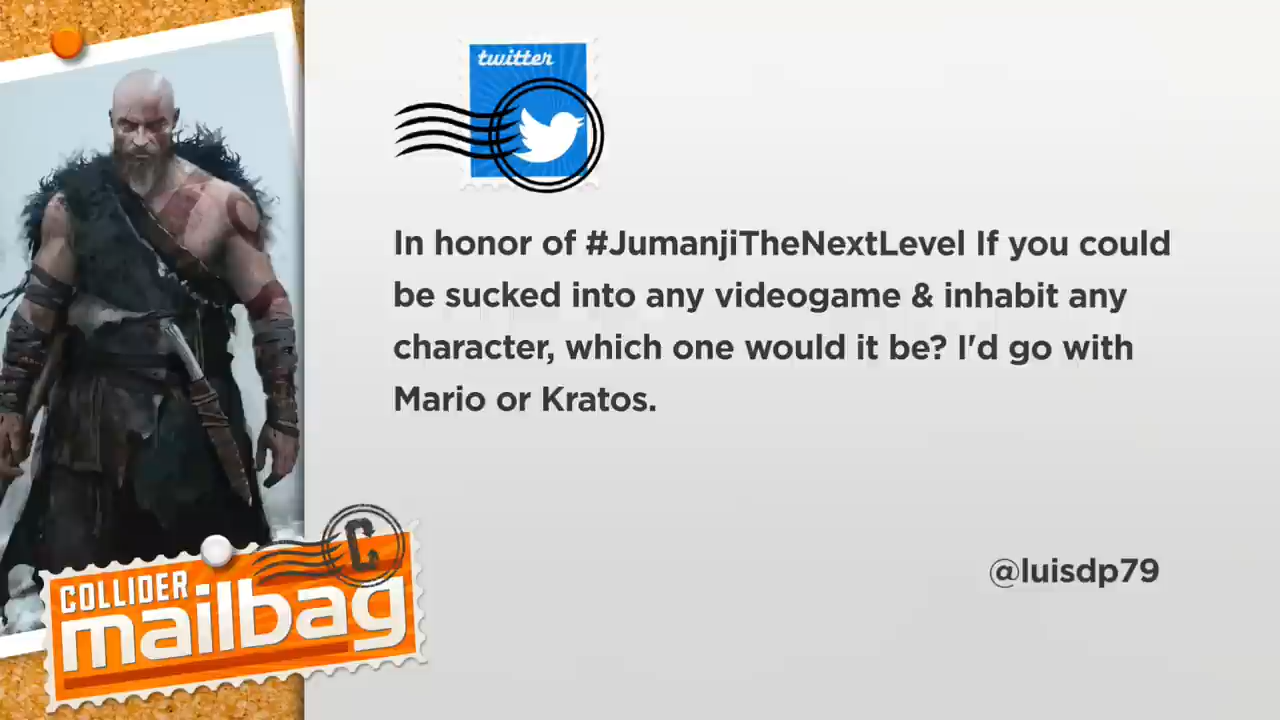 twitter
In honor of #JumanjiTheNextLevel If you could
be sucked into any videogame & inhabit any
character, which one would it be? I'd go with
Mario or Kratos.
@luisdp79
C
COLLIDER
mailbag